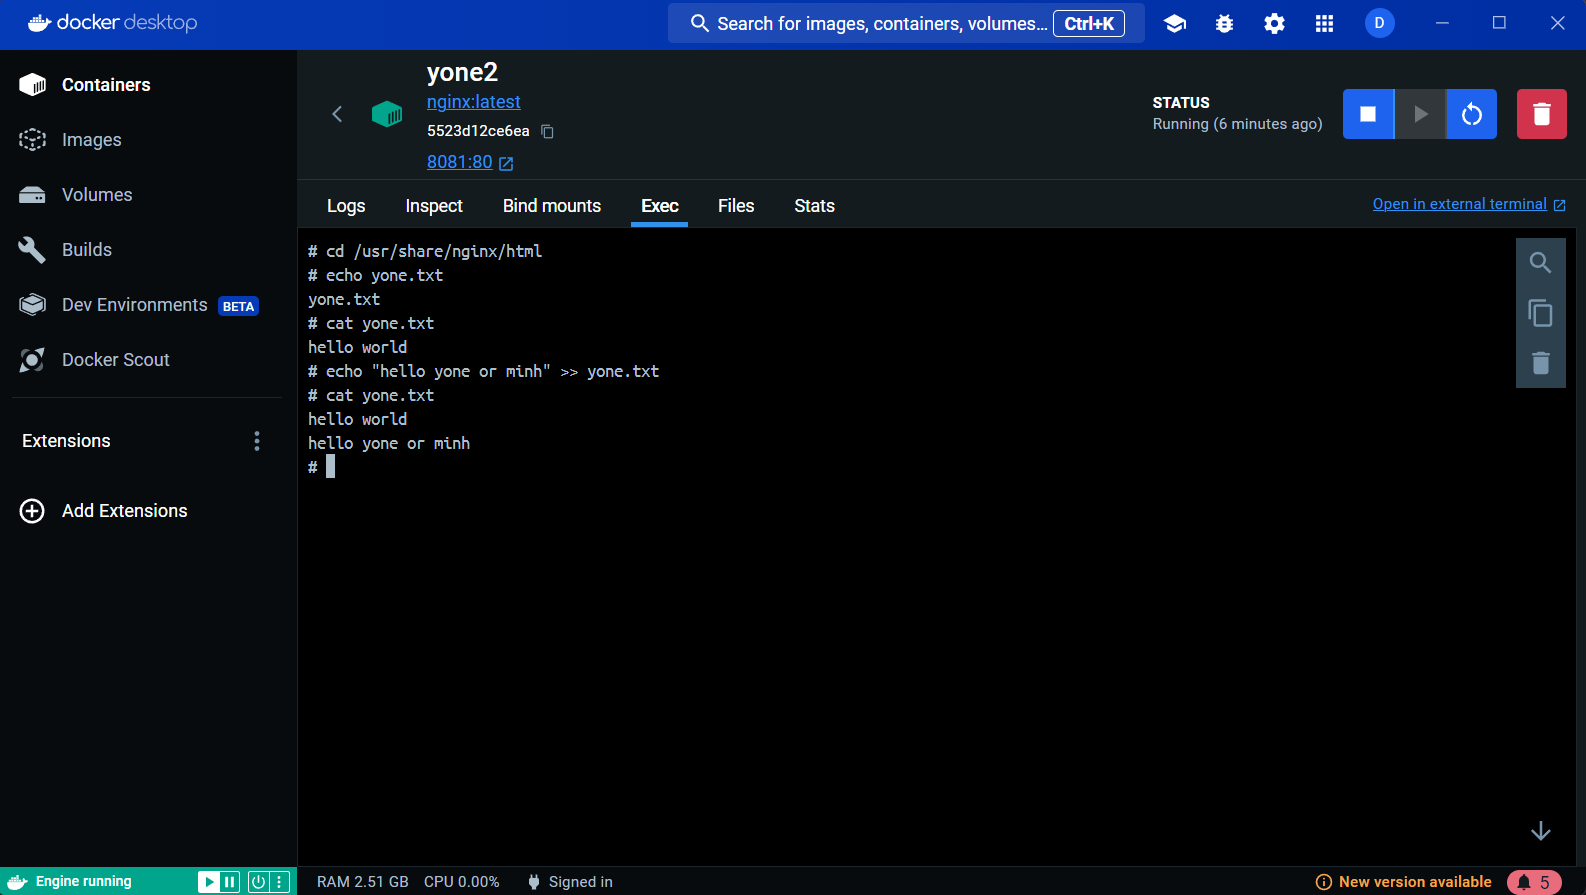 docker desktop
Search for images, containers, volumes... Ctrl+K
D
Containers
Images
Volumes
Builds
Dev Environments BETA
Docker Scout
Extensions
Add Extensions
yone2
nginx:latest
5523d12ce6ea
8081:80
STATUS
Running (6 minutes ago)
Logs Inspect Bind mounts Exec Files Stats
Open in external terminal
# cd /usr/share/nginx/html
# echo yone.txt
yone.txt
# cat yone.txt
hello world
# echo "hello yone or minh" >> yone.txt
# cat yone.txt
hello world
hello yone or minh
#
Engine running
RAM 2.51 GB CPU 0.00% Signed in
New version available 5